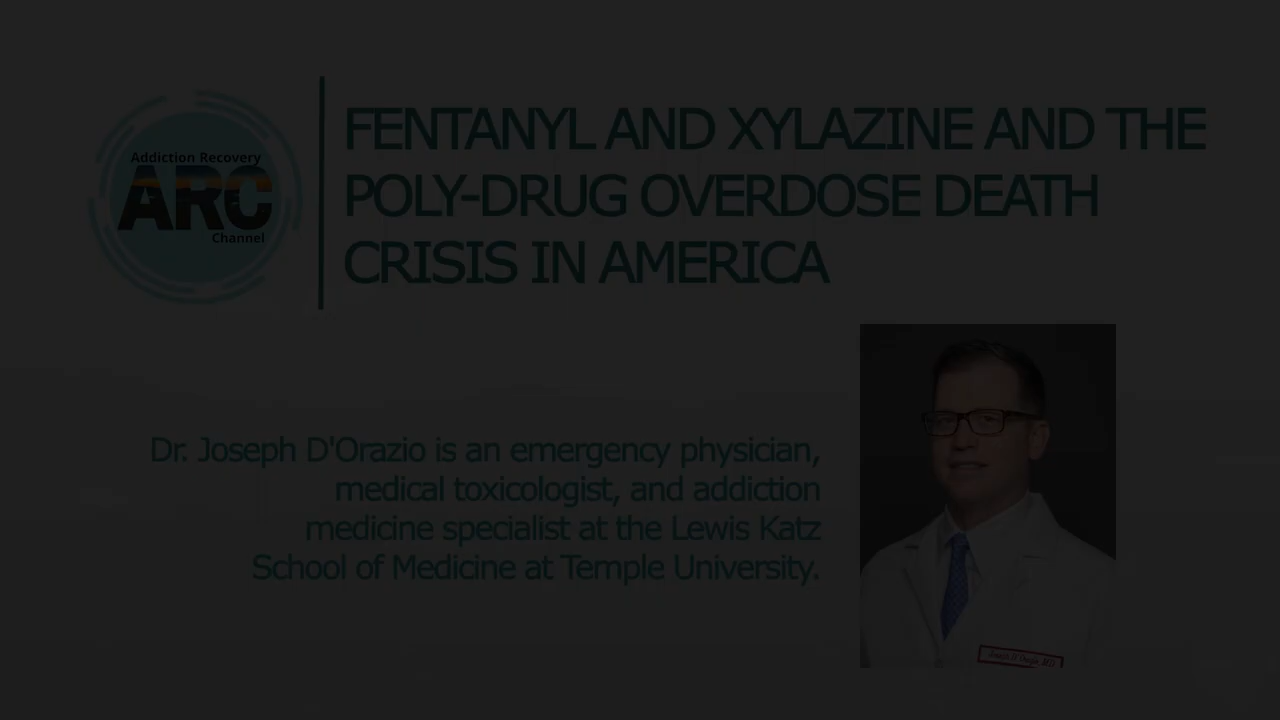 Addiction Recovery
ARC
Channel
FENTANYL AND XYLAZINE AND THE
POLY-DRUG OVERDOSE DEATH
CRISIS IN AMERICA
Dr. Joseph D'Orazio is an emergency physician,
medical toxicologist, and addiction
medicine specialist at the Lewis Katz
School of Medicine at Temple University.
Joseph D'Orazio, M.D.